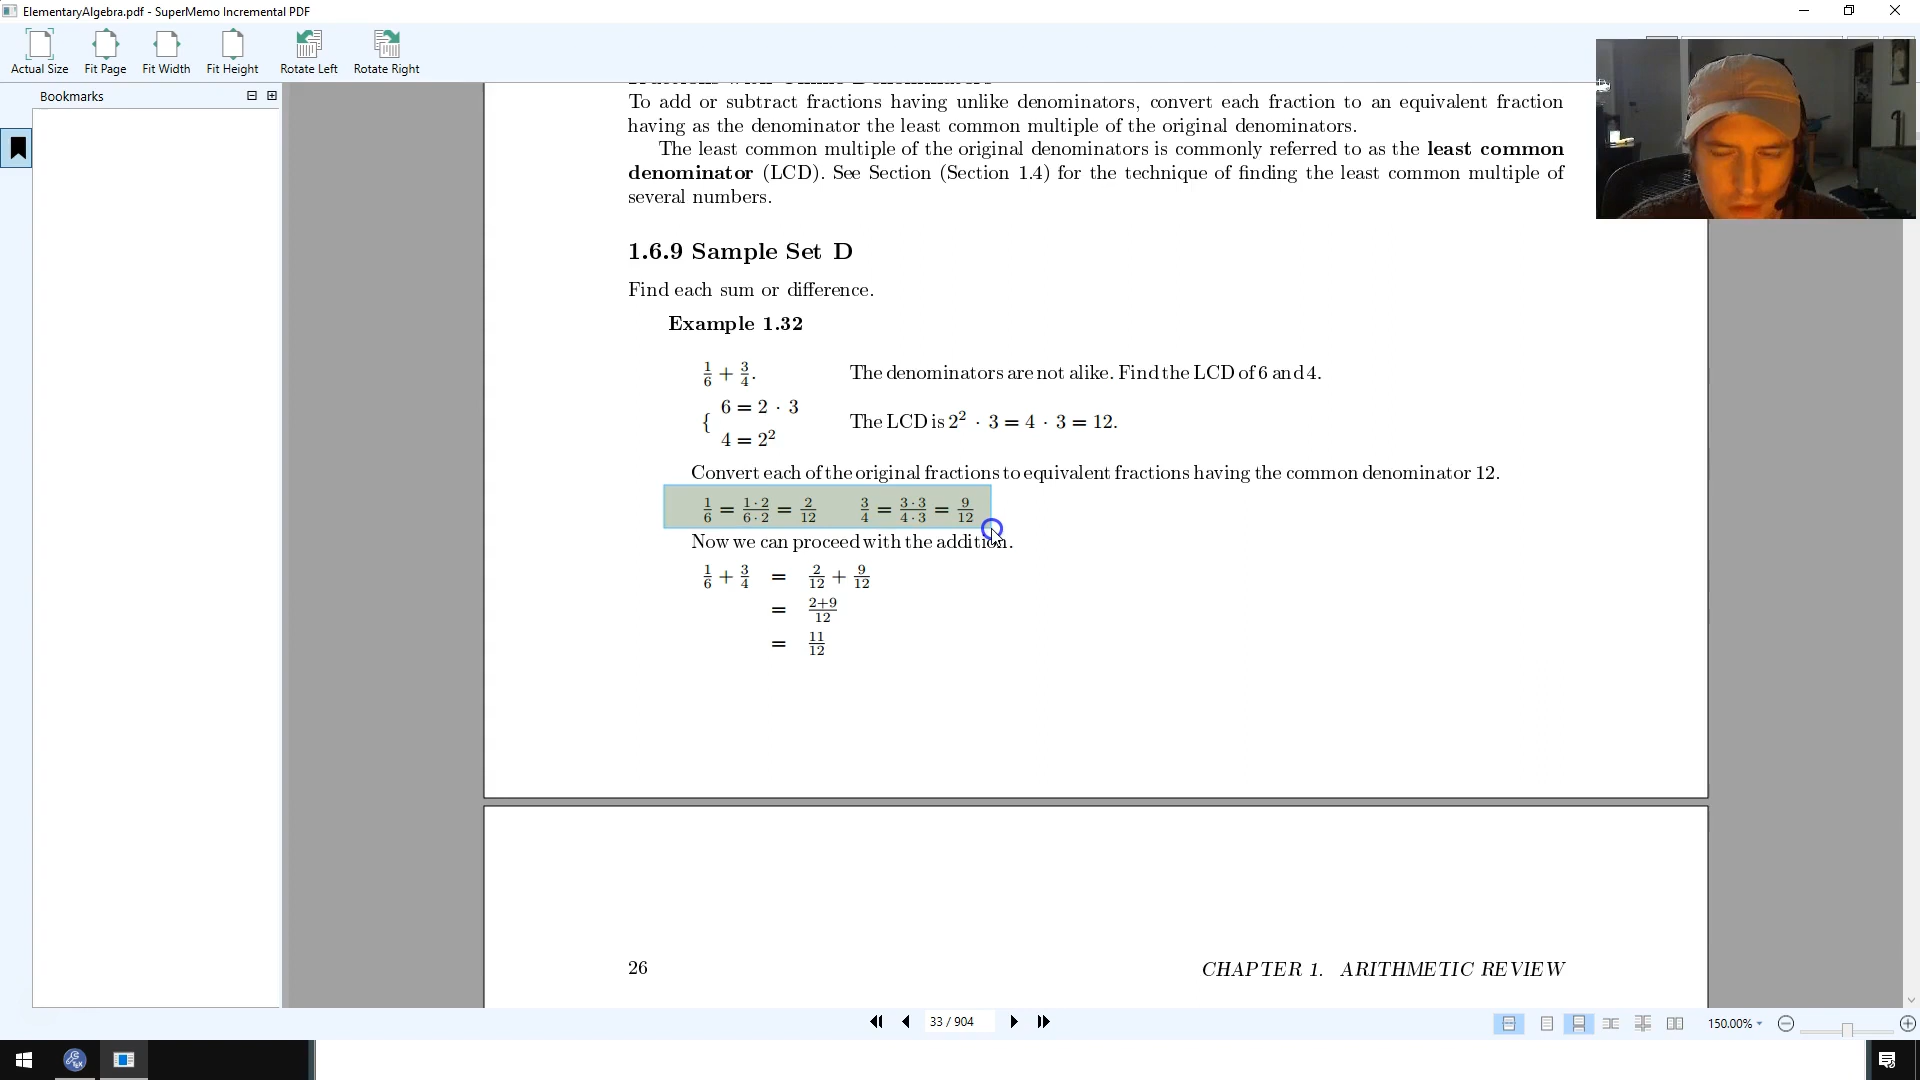 ElementaryAlgebra.pdf - SuperMemo Incremental PDF
Actual Size Fit Page Fit Width Fit Height Rotate Left Rotate Right
Bookmarks
To add or subtract fractions having unlike denominators, convert each fraction to an equivalent fraction
having as the denominator the least common multiple of the original denominators.
The least common multiple of the original denominators is commonly referred to as the least common
denominator (LCD). See Section (Section 1.4) for the technique of finding the least common multiple of
several numbers.
1.6.9 Sample Set D
Find each sum or difference.
Example 1.32
1/6 + 3/4. The denominators are not alike. Find the LCD of 6 and 4.
{ 6 = 2 · 3
4 = 2² The LCD is 2² · 3 = 4 · 3 = 12.
Convert each of the original fractions to equivalent fractions having the common denominator 12.
1/6 = 1·2/6·2 = 2/12 3/4 = 3·3/4·3 = 9/12
Now we can proceed with the addition.
1/6 + 3/4 = 2/12 + 9/12
= 2+9/12
= 11/12
26 CHAPTER 1. ARITHMETIC REVIEW
33 / 904
150.00%